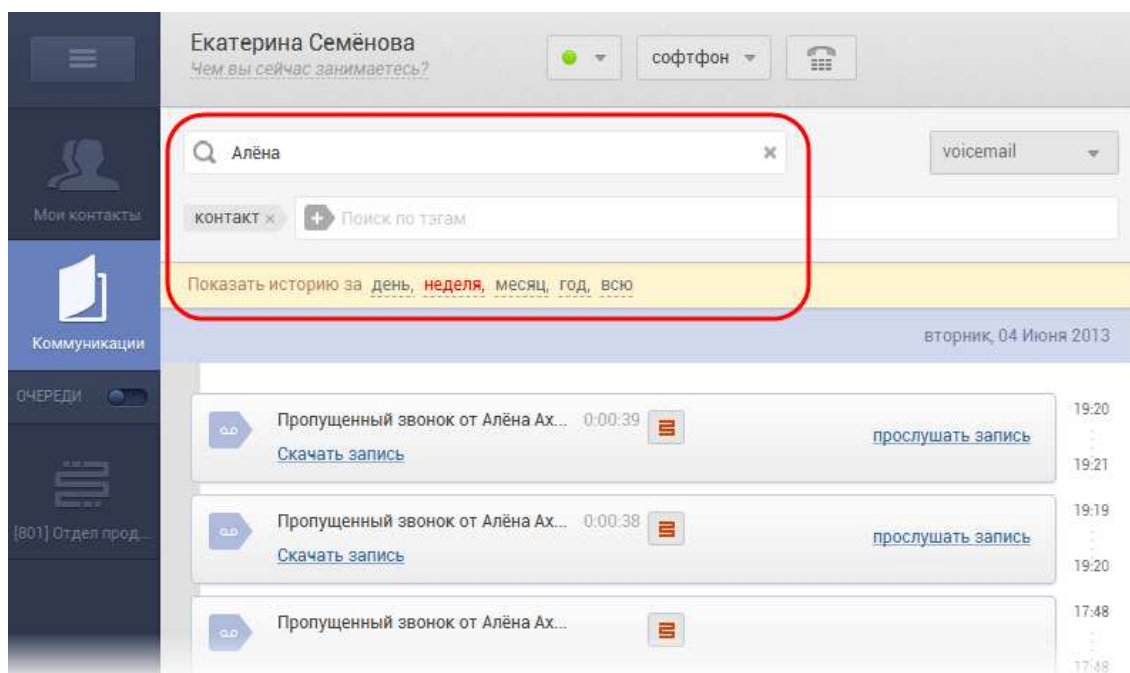 Екатерина Семёнова
Чем вы сейчас занимаетесь?
софтфон
Алёна
voicemail
Мои контакты
контакт
Поиск по тэгам
Показать историю за день, неделя, месяц, год, всю
Коммуникации
вторник, 04 Июня 2013
ОЧЕРЕДИ
Пропущенный звонок от Алёна Ах... 0:00:39
Скачать запись
прослушать запись
19:20
19:21
[801] Отдел прод...
Пропущенный звонок от Алёна Ах... 0:00:38
Скачать запись
прослушать запись
19:19
19:20
Пропущенный звонок от Алёна Ах...
17:48
17:48